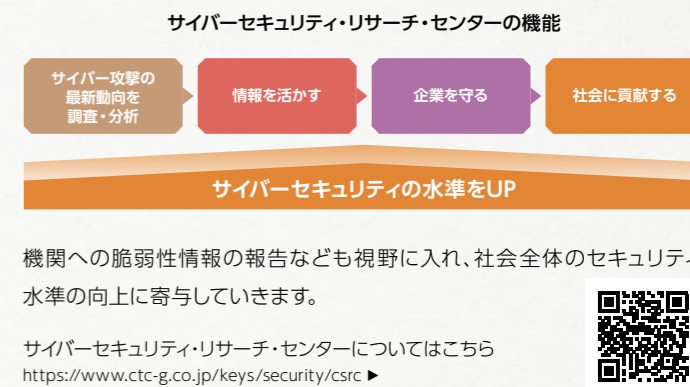 サイバーセキュリティ・リサーチ・センターの機能
サイバー攻撃の
最新動向を
調査・分析
情報を活かす
企業を守る
社会に貢献する
サイバーセキュリティの水準をUP
機関への脆弱性情報の報告なども視野に入れ、社会全体のセキュリティ
水準の向上に寄与していきます。
サイバーセキュリティ・リサーチ・センターについてはこちら
https://www.ctc-g.co.jp/keys/security/csrc ▶